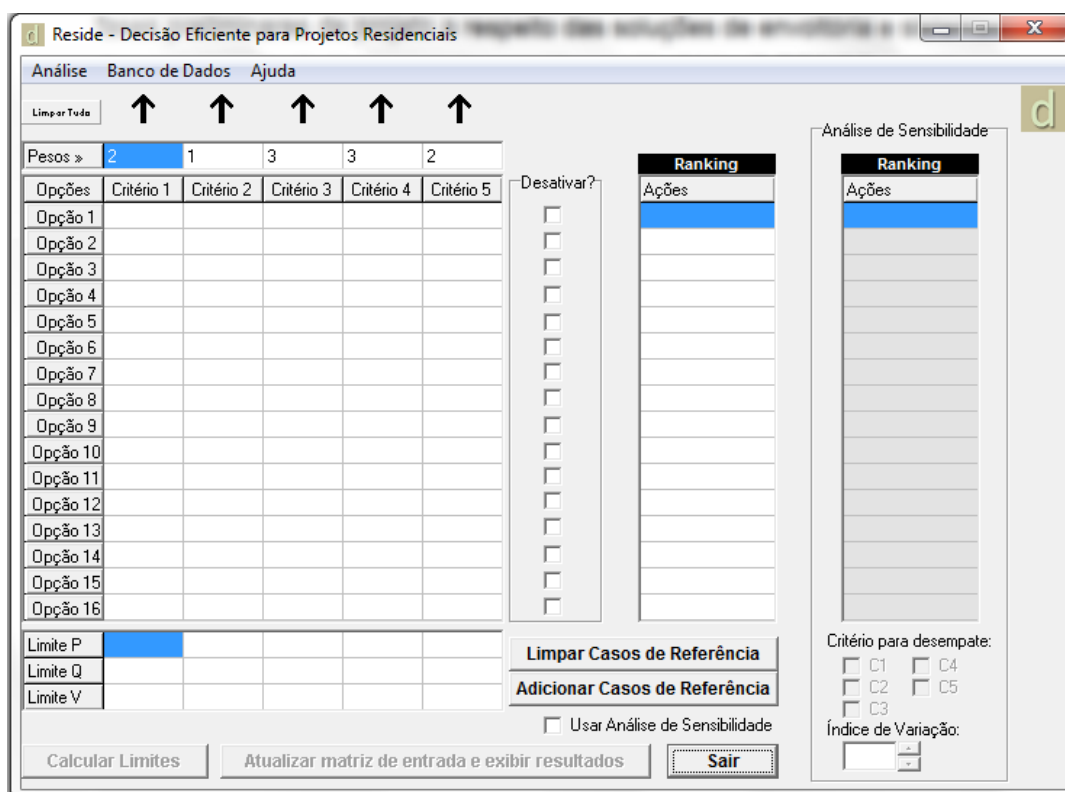 Reside - Decisão Eficiente para Projetos Residenciais
Análise Banco de Dados Ajuda
Limpar Tudo
d
Análise de Sensibilidade
Pesos » 2 1 3 3 2
Ranking
Ranking
Opções Critério 1 Critério 2 Critério 3 Critério 4 Critério 5
Desativar?
Ações
Ações
Opção 1
Opção 2
Opção 3
Opção 4
Opção 5
Opção 6
Opção 7
Opção 8
Opção 9
Opção 10
Opção 11
Opção 12
Opção 13
Opção 14
Opção 15
Opção 16
Limite P
Limite Q
Limite V
Limpar Casos de Referência
Adicionar Casos de Referência
Usar Análise de Sensibilidade
Critério para desempate:
C1 C4
C2 C5
C3
Índice de Variação:
Calcular Limites
Atualizar matriz de entrada e exibir resultados
Sair